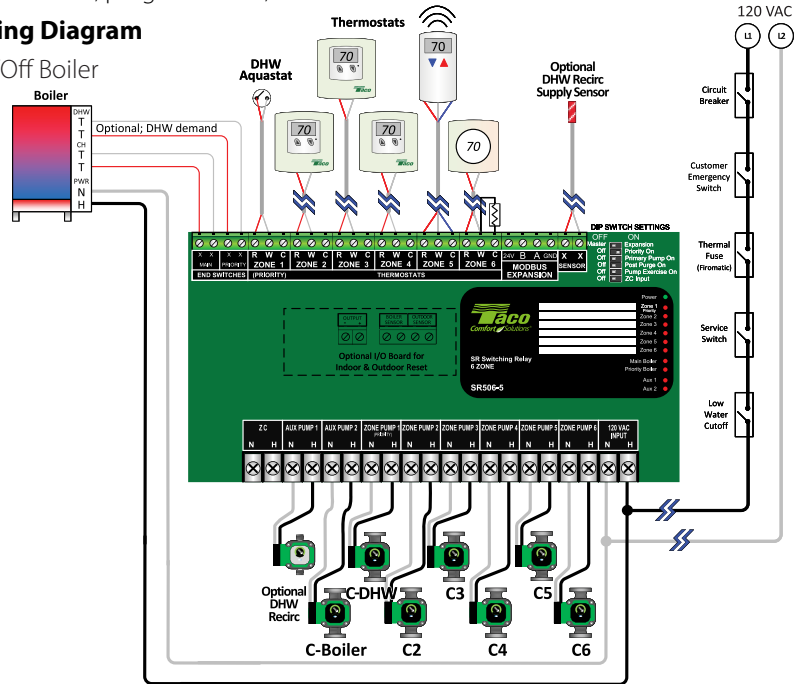 ing Diagram
Off Boiler
Boiler
DHW
T
T
CH
T
T
PWR
N
H
Optional; DHW demand
DHW
Aquastat
Thermostats
70
70
70
70
70
Taco
Taco
Taco
Optional
DHW Recirc
Supply Sensor
120 VAC
L1
L2
Circuit
Breaker
Customer
Emergency
Switch
Thermal
Fuse
(Firomatic)
Service
Switch
Low
Water
Cutoff
DIP SWITCH SETTINGS
OFF ON
Master Expansion
Off Priority On
Off Primary Pump On
Off Post Purge On
Off Pump Exercise On
Off ZC Input
X X X X R W C R W C R W C R W C R W C R W C 24V B A GND X X
MAIN PRIORITY ZONE 1 ZONE 2 ZONE 3 ZONE 4 ZONE 5 ZONE 6 MODBUS EXPANSION SENSOR
END SWITCHES (PRIORITY) THERMOSTATS
OUTPUT
- +
BOILER
SENSOR
OUTDOOR
SENSOR
Optional I/O Board for
Indoor & Outdoor Reset
Taco
Comfort Solutions
SR Switching Relay
6 ZONE
SR506-5
Power
Zone 1
Priority
Zone 2
Zone 3
Zone 4
Zone 5
Zone 6
Main Boiler
Priority Boiler
Aux 1
Aux 2
ZC AUX PUMP 1 AUX PUMP 2 ZONE PUMP 1 (Priority) ZONE PUMP 2 ZONE PUMP 3 ZONE PUMP 4 ZONE PUMP 5 ZONE PUMP 6 120 VAC INPUT
N H N H N H N H N H N H N H N H N H N H
Optional
DHW
Recirc
C-DHW
C3
C5
C-Boiler
C2
C4
C6